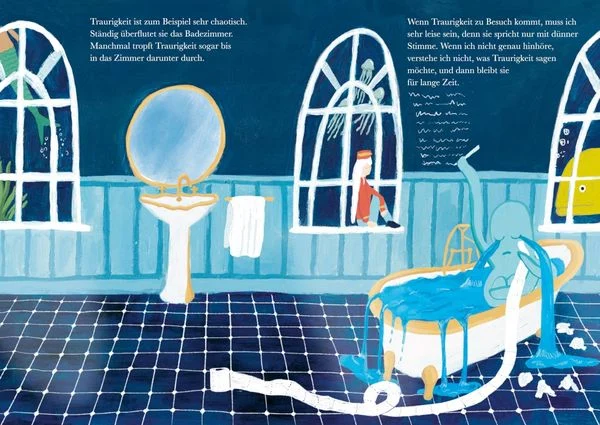 Traurigkeit ist zum Beispiel sehr chaotisch.
Ständig überflutet sie das Badezimmer.
Manchmal tropft Traurigkeit sogar bis
in das Zimmer darunter durch.
Wenn Traurigkeit zu Besuch kommt, muss ich
sehr leise sein, denn sie spricht nur mit dünner
Stimme. Wenn ich nicht genau hinhöre,
verstehe ich nicht, was Traurigkeit sagen
möchte, und dann bleibt sie
für lange Zeit.